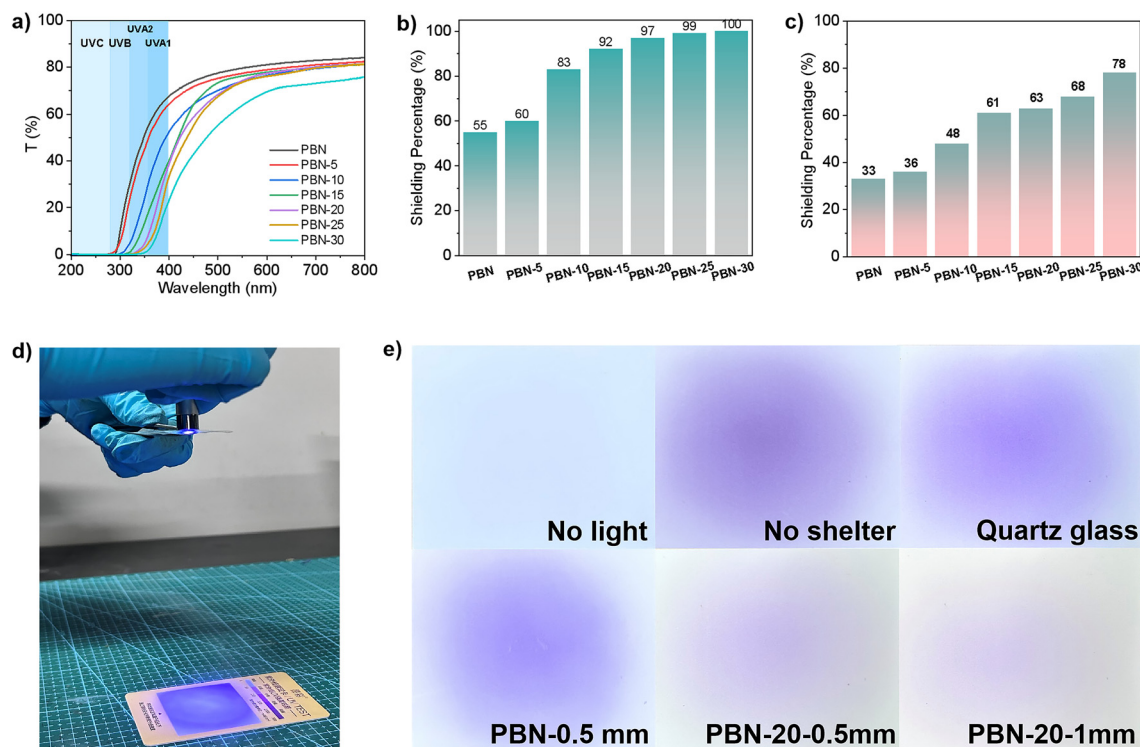 a)
T (%)
100
80
60
40
20
0
UVC
UVB
UVA2
UVA1
PBN
PBN-5
PBN-10
PBN-15
PBN-20
PBN-25
PBN-30
200 300 400 500 600 700 800
Wavelength (nm)
b)
Shielding Percentage (%)
100
80
60
40
20
0
55 60 83 92 97 99 100
PBN PBN-5 PBN-10 PBN-15 PBN-20 PBN-25 PBN-30
c)
Shielding Percentage (%)
100
80
60
40
20
0
33 36 48 61 63 68 78
PBN PBN-5 PBN-10 PBN-15 PBN-20 PBN-25 PBN-30
d)
e)
No light
No shelter
Quartz glass
PBN-0.5 mm
PBN-20-0.5mm
PBN-20-1mm